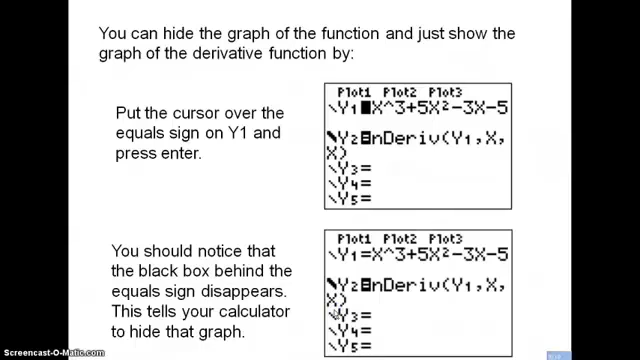 You can hide the graph of the function and just show the
graph of the derivative function by:
Put the cursor over the
equals sign on Y1 and
press enter.
Plot1 Plot2 Plot3
\Y1=X^3+5X²-3X-5
\Y2=nDeriv(Y1,X,
X)
\Y3=
\Y4=
\Y5=
You should notice that
the black box behind the
equals sign disappears.
This tells your calculator
to hide that graph.
Plot1 Plot2 Plot3
\Y1=X^3+5X²-3X-5
\Y2=nDeriv(Y1,X,
X)
\Y3=
\Y4=
\Y5=
Screencast-O-Matic.com